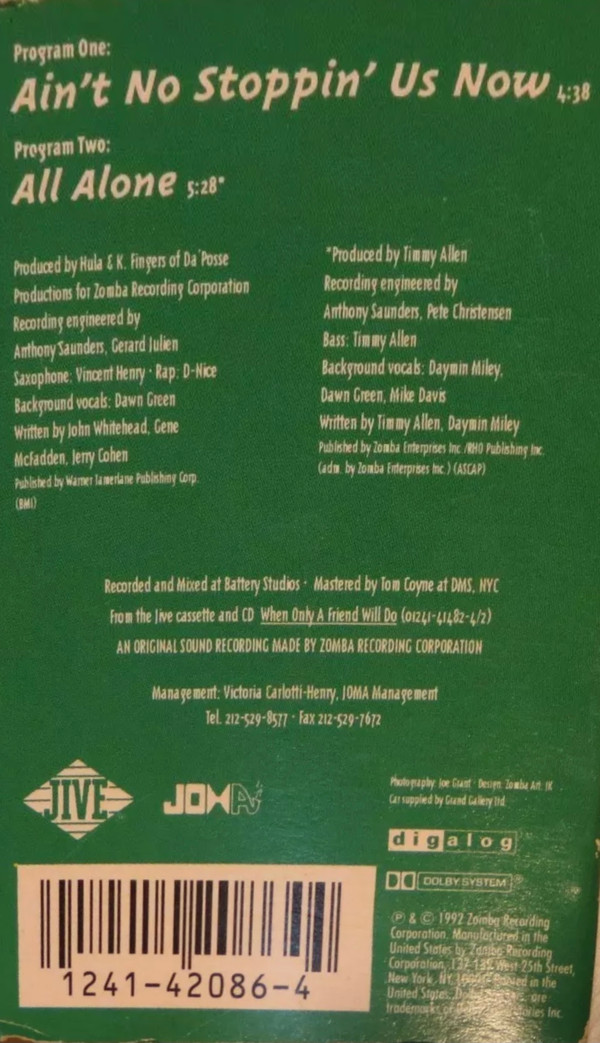 Program One:
Ain't No Stoppin' Us Now 4:38
Program Two:
All Alone 5:28*
Produced by Hula & K. Fingers of Da'Posse
Productions for Zomba Recording Corporation
Recording engineered by
Anthony Saunders, Gerard Julien
Saxophone: Vincent Henry · Rap: D-Nice
Background vocals: Dawn Green
Written by John Whitehead, Gene
McFadden, Jerry Cohen
Published by Warner Tamerlane Publishing Corp.
(BMI)
*Produced by Timmy Allen
Recording engineered by
Anthony Saunders, Pete Christensen
Bass: Timmy Allen
Background vocals: Daymin Miley,
Dawn Green, Mike Davis
Written by Timmy Allen, Daymin Miley
Published by Zomba Enterprises Inc./WHO Publishing Inc.
(adm. by Zomba Enterprises Inc.) (ASCAP)
Recorded and Mixed at Battery Studios · Mastered by Tom Coyne at DMS, NYC
From the Jive cassette and CD When Only A Friend Will Do (01241-41482-4/2)
AN ORIGINAL SOUND RECORDING MADE BY ZOMBA RECORDING CORPORATION
Management: Victoria Carlotti-Henry, JOMA Management
Tel. 212-529-8577 · Fax 212-529-7672
JIVE
JOMA
Photography: Joe Grant · Design: Zomba Art. UK
Car supplied by Grand Gallery ltd.
digalog
DOLBY SYSTEM
℗ & © 1992 Zomba Recording
Corporation. Manufactured in the
United States by Zomba Recording
Corporation, 137-139 West 25th Street,
New York, NY in the
United States. are
trademarks of Inc.
1241-42086-4